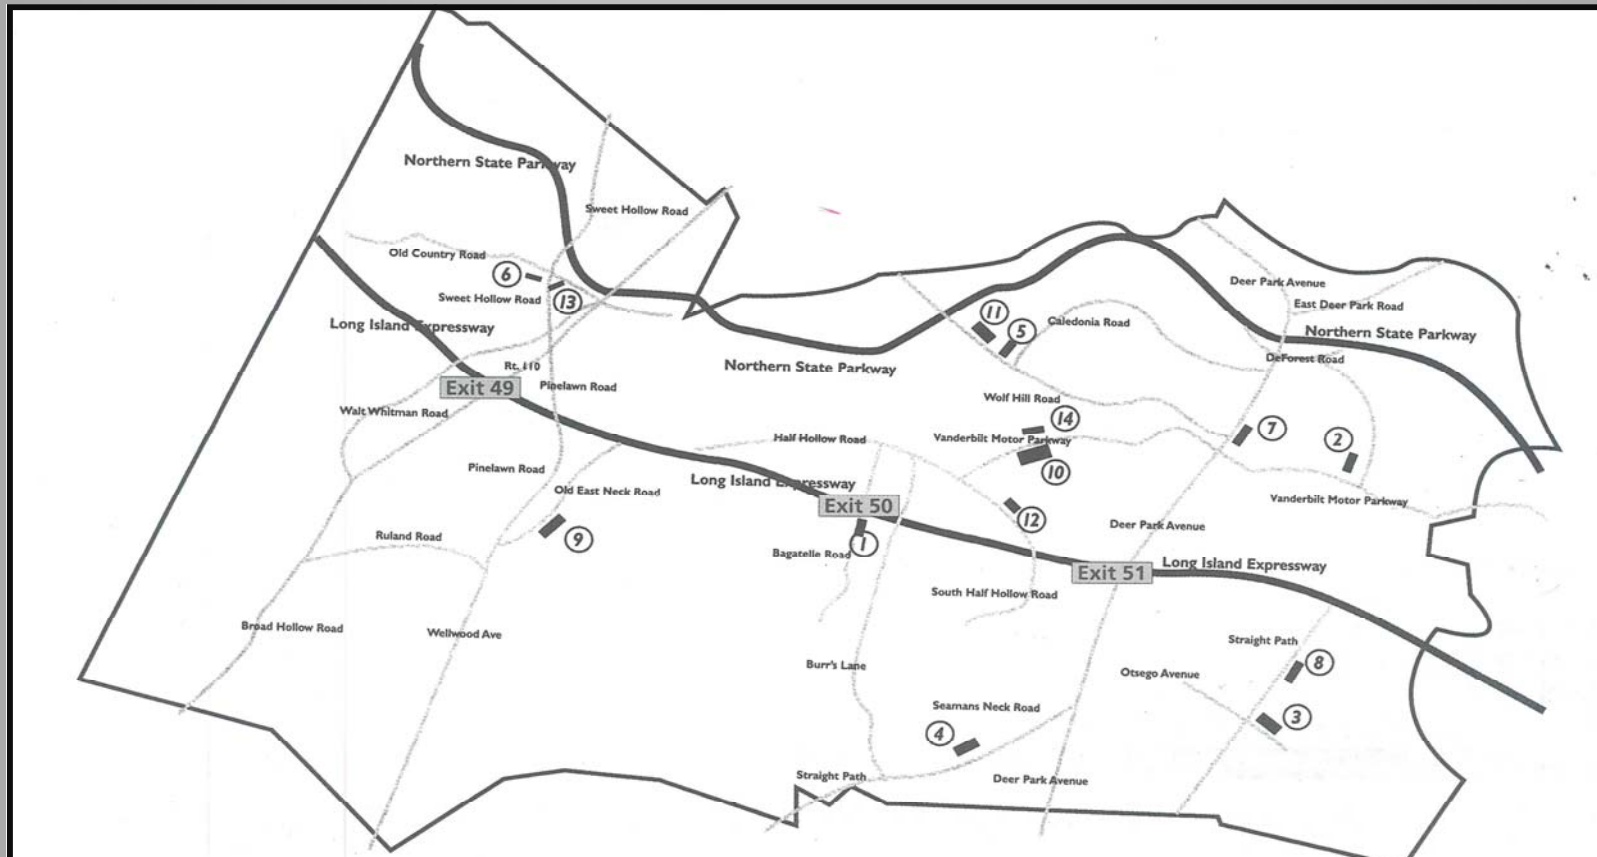 Northern State Parkway
Sweet Hollow Road
Old Country Road
6
Sweet Hollow Road
13
Long Island Expressway
Rt. 110
Exit 49
Pinelawn Road
Walt Whitman Road
Pinelawn Road
Old East Neck Road
9
Ruland Road
Broad Hollow Road
Wellwood Ave
Northern State Parkway
Half Hollow Road
Long Island Expressway
Exit 50
1
Bagatelle Road
Burr's Lane
11
5
Caledonia Road
Wolf Hill Road
14
Vanderbilt Motor Parkway
10
12
South Half Hollow Road
Seamans Neck Road
4
Straight Path
Deer Park Avenue
Deer Park Avenue
East Deer Park Road
Northern State Parkway
DeForest Road
7
2
Vanderbilt Motor Parkway
Deer Park Avenue
Exit 51
Long Island Expressway
Straight Path
8
Otsego Avenue
3